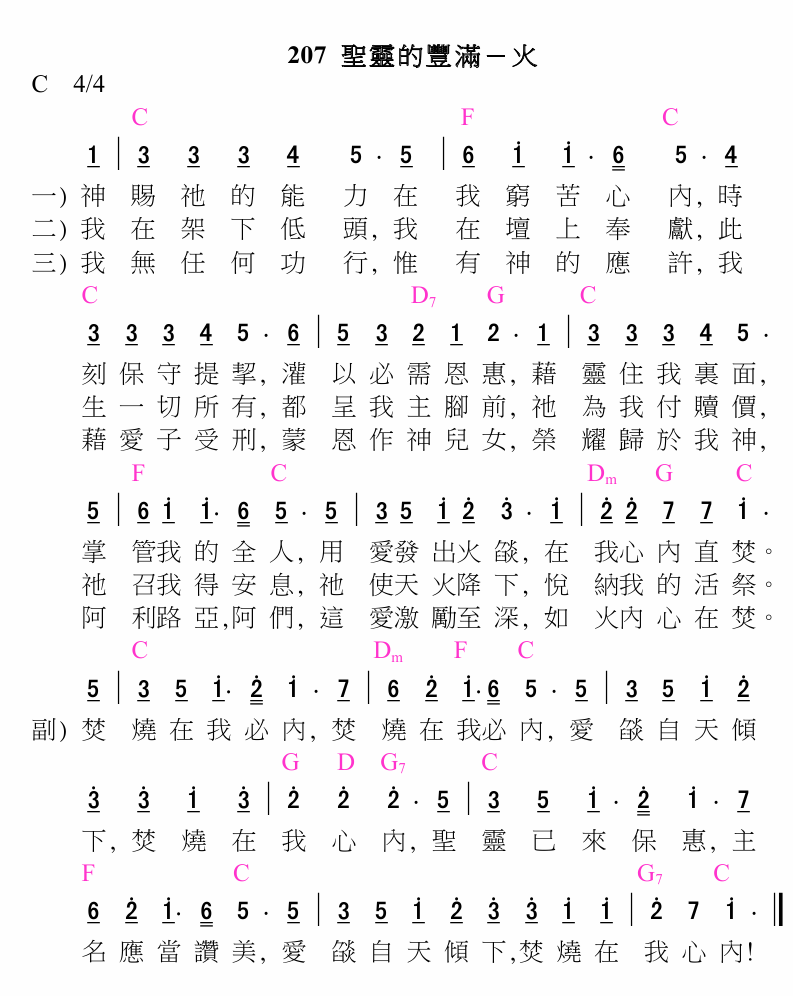 207 聖靈的豐滿－火
C 4/4
C F C
1 | 3 3 3 4 5 · 5 | 6 i i · 6 5 · 4
一) 神 賜 祂 的 能 力 在 我 窮 苦 心 內, 時
二) 我 在 架 下 低 頭, 我 在 壇 上 奉 獻, 此
三) 我 無 任 何 功 行, 惟 有 神 的 應 許, 我
C D7 G C
3 3 3 4 5 · 6 | 5 3 2 1 2 · 1 | 3 3 3 4 5 ·
刻 保 守 提 挈, 灌 以 必 需 恩 惠, 藉 靈 住 我 裏 面,
生 一 切 所 有, 都 呈 我 主 腳 前, 祂 為 我 付 贖 價,
藉 愛 子 受 刑, 蒙 恩 作 神 兒 女, 榮 耀 歸 於 我 神,
F C Dm G C
5 | 6 i i · 6 5 · 5 | 3 5 i 2̇ 3̇ · i | 2̇ 2̇ 7 7 i ·
掌 管我 的 全 人, 用 愛發 出火 燄, 在 我心 內 直 焚。
祂 召我 得 安 息, 祂 使天 火降 下, 悅 納我 的 活 祭。
阿 利路 亞,阿 們, 這 愛激 勵至 深, 如 火內 心 在 焚。
C Dm F C
5 | 3 5 i · 2̇ i · 7 | 6 2̇ i · 6 5 · 5 | 3 5 i 2̇
副) 焚 燒 在 我 必 內, 焚 燒 在 我必 內, 愛 燄 自 天 傾
G D G7 C
3̇ 3̇ i 3̇ | 2̇ 2̇ 2̇ · 5 | 3 5 i · 2̇ i · 7
下, 焚 燒 在 我 心 內, 聖 靈 已 來 保 惠, 主
F C G7 C
6 2̇ i · 6 5 · 5 | 3 5 i 2̇ 3̇ 3̇ i i | 2̇ 7 i · ||
名 應 當 讚 美, 愛 燄 自 天 傾 下,焚 燒 在 我 心 內!